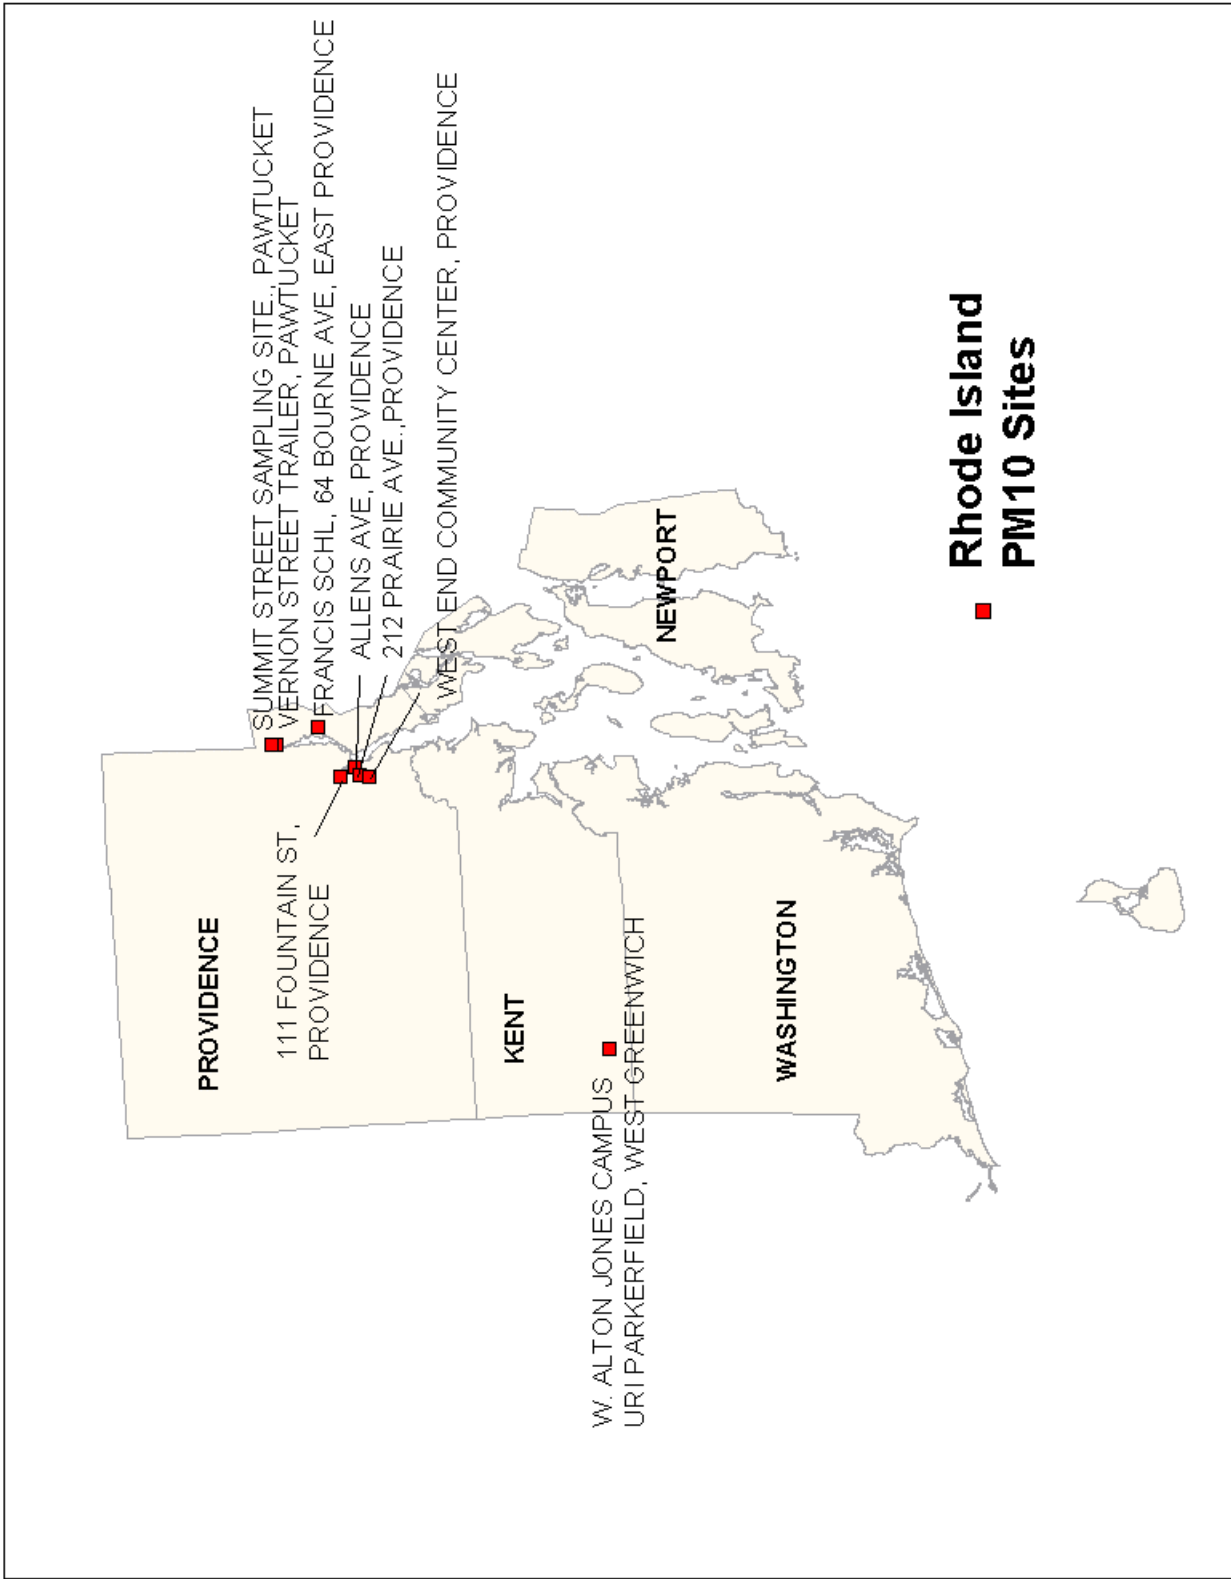 SUMMIT STREET SAMPLING SITE., PAWTUCKET
VERNON STREET TRAILER, PAWTUCKET
FRANCIS SCHL, 64 BOURNE AVE, EAST PROVIDENCE
ALLENS AVE, PROVIDENCE
212 PRAIRIE AVE.,PROVIDENCE
WEST END COMMUNITY CENTER, PROVIDENCE
PROVIDENCE
111 FOUNTAIN ST,
PROVIDENCE
KENT
W. ALTON JONES CAMPUS
URI PARKERFIELD, WEST GREENWICH
NEWPORT
WASHINGTON
Rhode Island
PM10 Sites